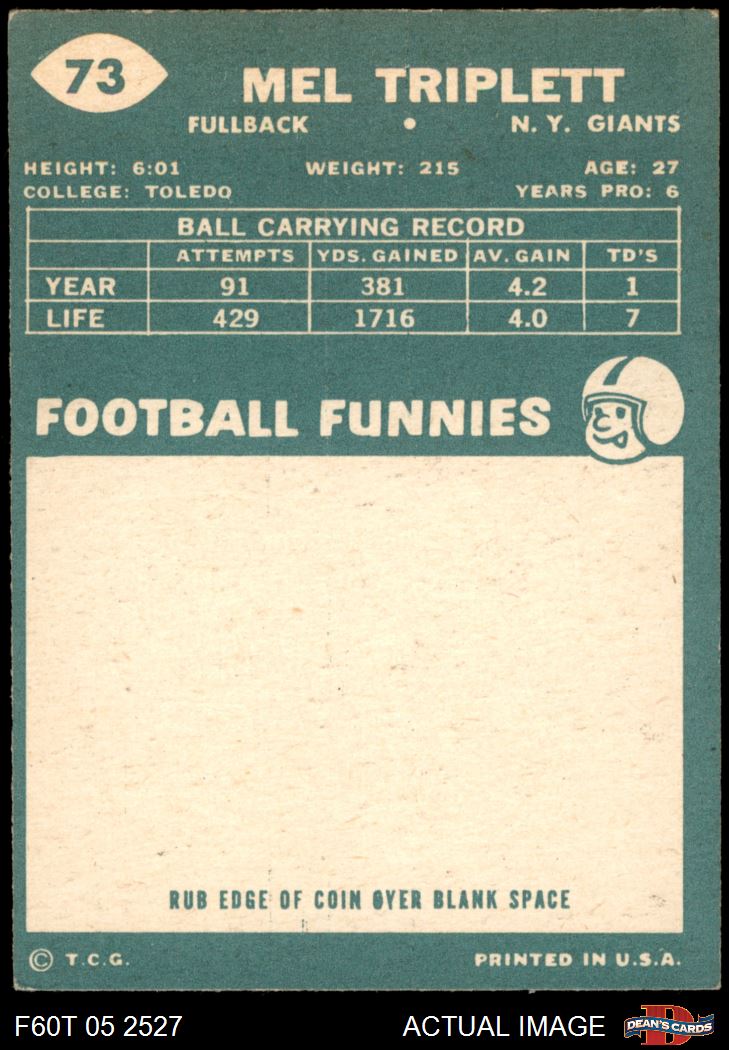 73
MEL TRIPLETT
FULLBACK • N. Y. GIANTS
HEIGHT: 6:01 WEIGHT: 215 AGE: 27
COLLEGE: TOLEDO YEARS PRO: 6
BALL CARRYING RECORD
ATTEMPTS YDS. GAINED AV. GAIN TD'S
YEAR 91 381 4.2 1
LIFE 429 1716 4.0 7
FOOTBALL FUNNIES
RUB EDGE OF COIN OVER BLANK SPACE
© T.C.G. PRINTED IN U.S.A.
F60T 05 2527 ACTUAL IMAGE D DEAN'S CARDS